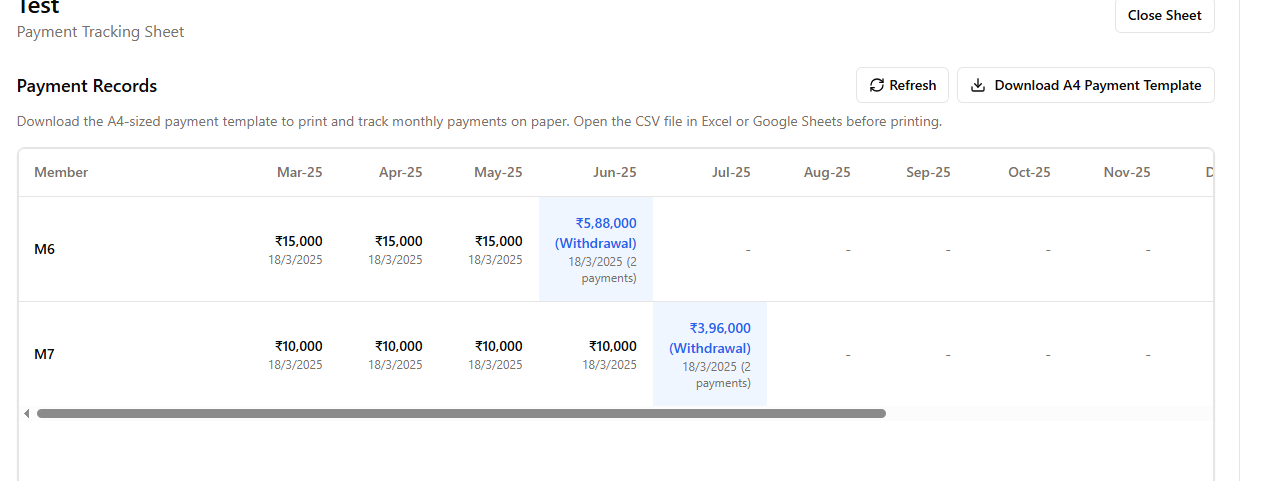 Test
Close Sheet
Payment Tracking Sheet
Payment Records
Refresh
Download A4 Payment Template
Download the A4-sized payment template to print and track monthly payments on paper. Open the CSV file in Excel or Google Sheets before printing.
Member Mar-25 Apr-25 May-25 Jun-25 Jul-25 Aug-25 Sep-25 Oct-25 Nov-25 D
M6
₹15,000
18/3/2025
₹15,000
18/3/2025
₹15,000
18/3/2025
₹5,88,000
(Withdrawal)
18/3/2025 (2
payments)
- - - - -
M7
₹10,000
18/3/2025
₹10,000
18/3/2025
₹10,000
18/3/2025
₹10,000
18/3/2025
₹3,96,000
(Withdrawal)
18/3/2025 (2
payments)
- - - -